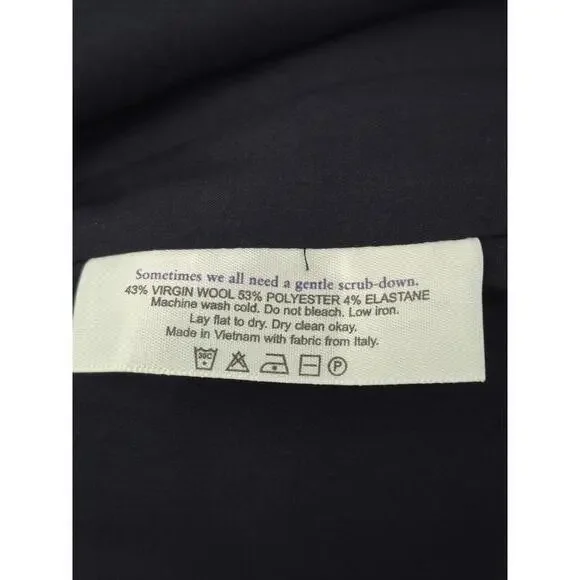 Sometimes we all need a gentle scrub-down.
43% VIRGIN WOOL 53% POLYESTER 4% ELASTANE
Machine wash cold. Do not bleach. Low iron.
Lay flat to dry. Dry clean okay.
Made in Vietnam with fabric from Italy.
30C P